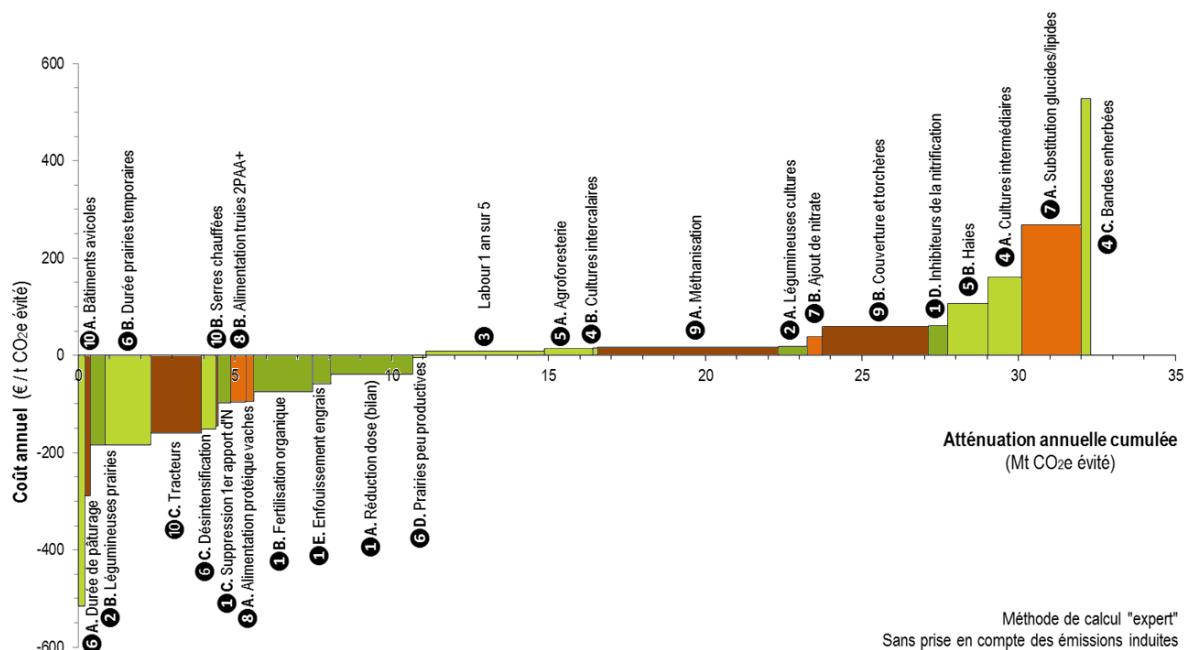 600
400
200
0
-200
-400
-600
Coût annuel (€ / t CO2e évité)
0
5
10
15
20
25
30
35
Atténuation annuelle cumulée
(Mt CO2e évité)
6 A. Durée de pâturage
10 A. Bâtiments avicoles
2 B. Légumineuses prairies
6 B. Durée prairies temporaires
10 C. Tracteurs
6 C. Désintensification
10 B. Serres chauffées
1 C. Suppression 1er apport d'N
8 B. Alimentation truies 2PAA+
8 A. Alimentation protéique vaches
1 B. Fertilisation organique
1 E. Enfouissement engrais
1 A. Réduction dose (bilan)
6 D. Prairies peu productives
3 Labour 1 an sur 5
5 A. Agroforesterie
4 B. Cultures intercalaires
9 A. Méthanisation
2 A. Légumineuses cultures
7 B. Ajout de nitrate
9 B. Couverture et torchères
1 D. Inhibiteurs de la nitrification
5 B. Haies
4 A. Cultures intermédiaires
7 A. Substitution glucides/lipides
4 C. Bandes enherbées
Méthode de calcul "expert"
Sans prise en compte des émissions induites